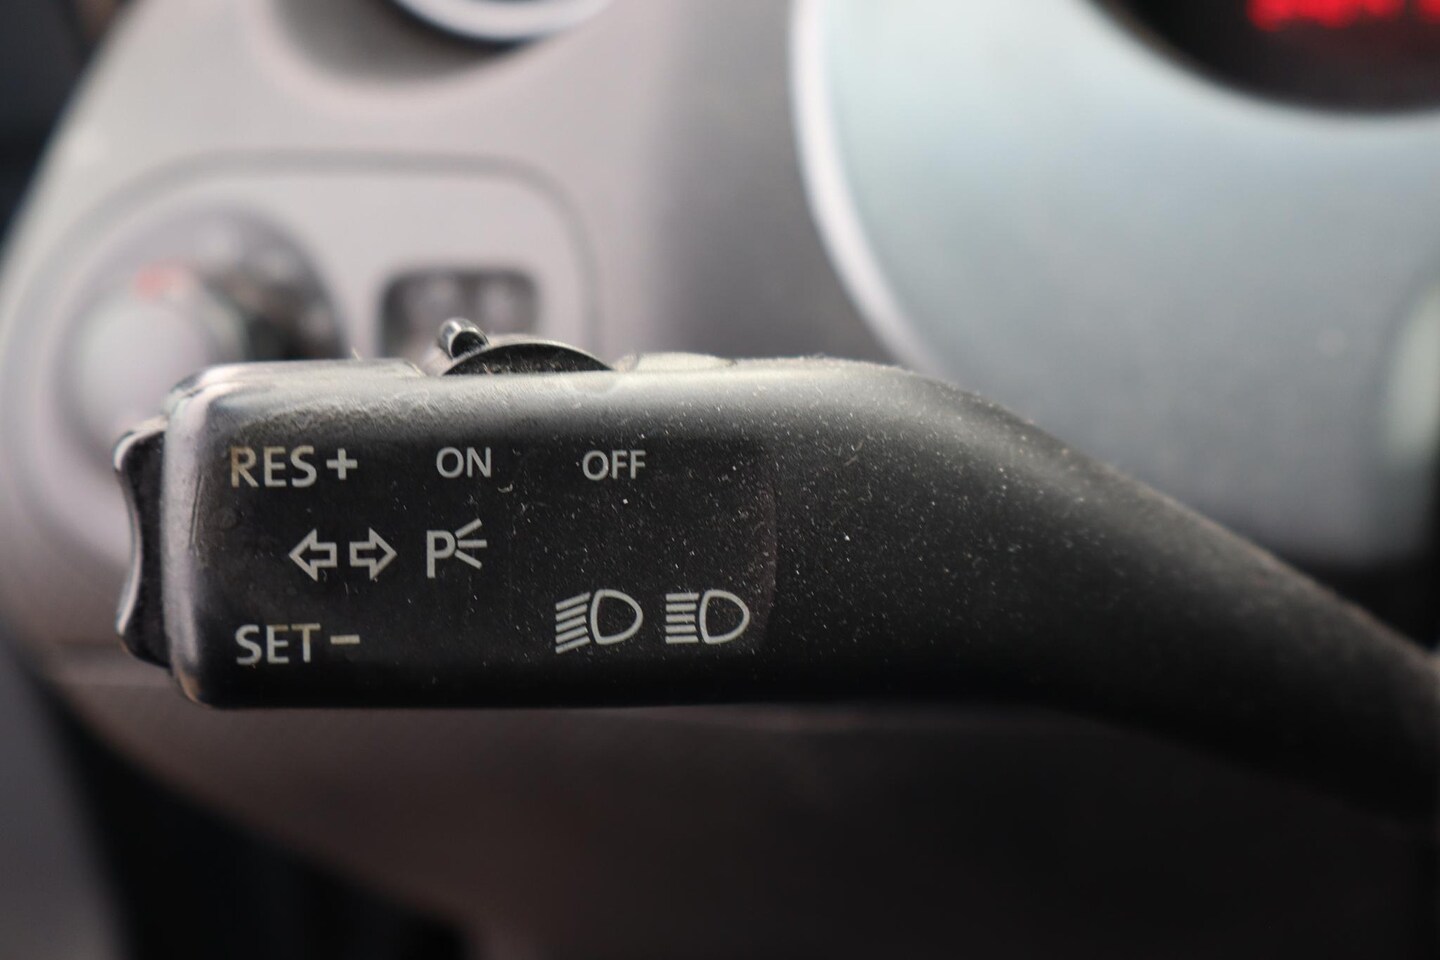 RES+ ON OFF
P
SET-